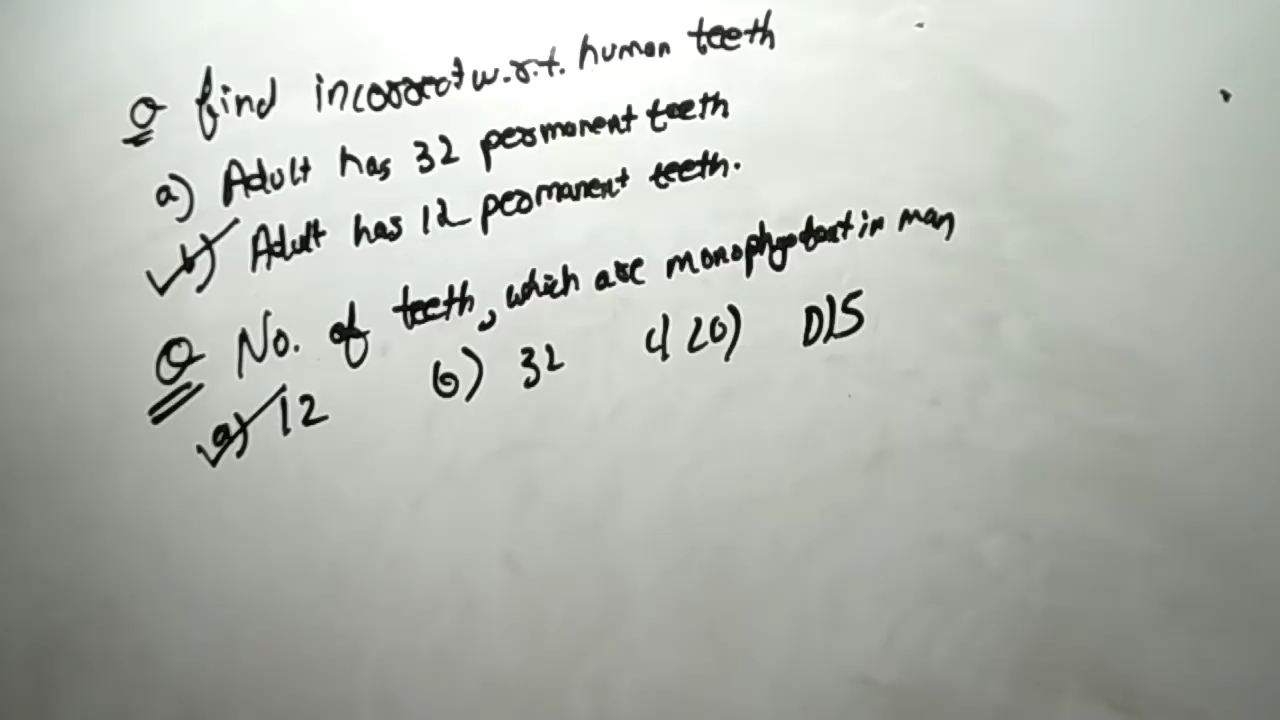 Q find incorrect w.r.t. human teeth
a) Adult has 32 permanent teeth
b) Adult has 12 permanent teeth.
Q No. of teeth, which are monophyodont in man
a) 12 b) 32 c) 20) D) 5